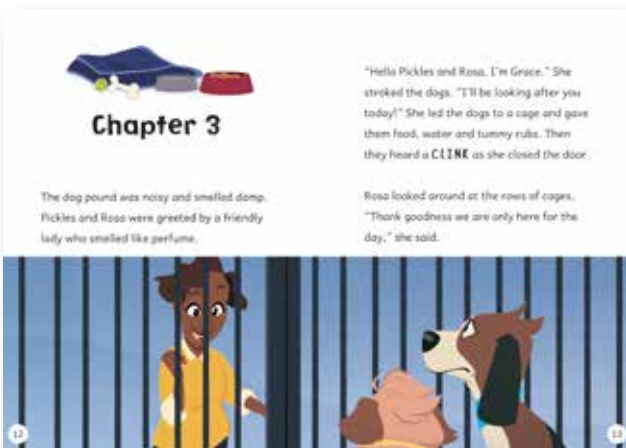 Chapter 3
The dog pound was noisy and smelled damp.
Pickles and Rosa were greeted by a friendly
lady who smelled like perfume.
"Hello Pickles and Rosa, I'm Grace." She
stroked the dogs. "I'll be looking after you
today!" She led the dogs to a cage and gave
them food, water and tummy rubs. Then
they heard a CLINK as she closed the door.
Rosa looked around at the rows of cages.
"Thank goodness we are only here for the
day," she said.
12
13